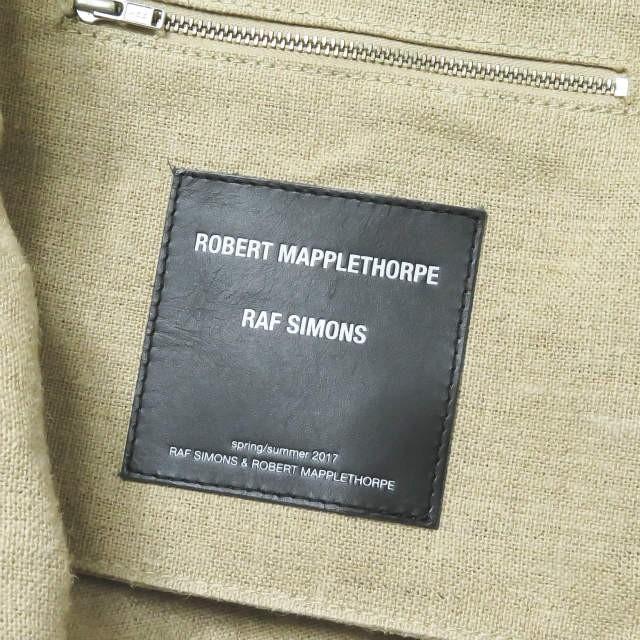 ROBERT MAPPLETHORPE
RAF SIMONS
spring/summer 2017
RAF SIMONS & ROBERT MAPPLETHORPE